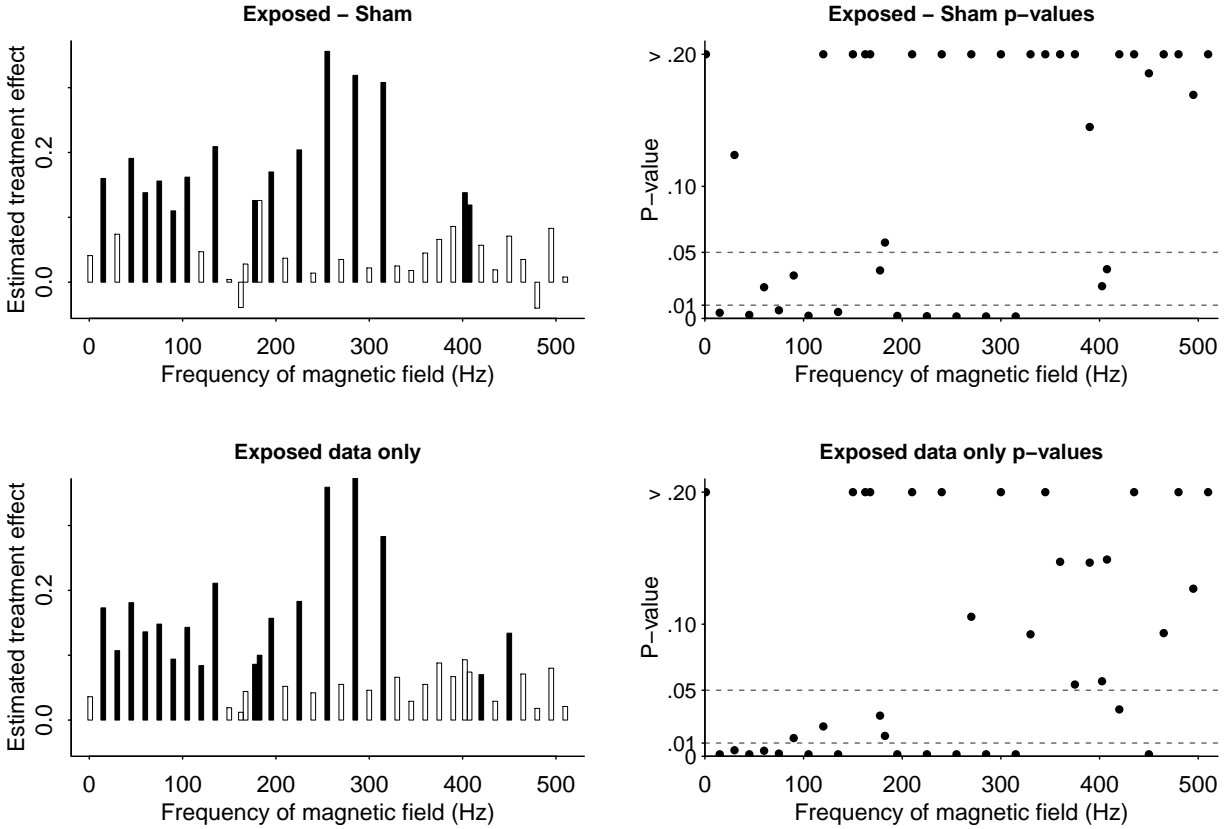 Exposed − Sham
Estimated treatment effect
0.0 0.2
0 100 200 300 400 500
Frequency of magnetic field (Hz)
Exposed − Sham p−values
P−value
> .20
.10
.05
.01
0
0 100 200 300 400 500
Frequency of magnetic field (Hz)
Exposed data only
Estimated treatment effect
0.0 0.2
0 100 200 300 400 500
Frequency of magnetic field (Hz)
Exposed data only p−values
P−value
> .20
.10
.05
.01
0
0 100 200 300 400 500
Frequency of magnetic field (Hz)